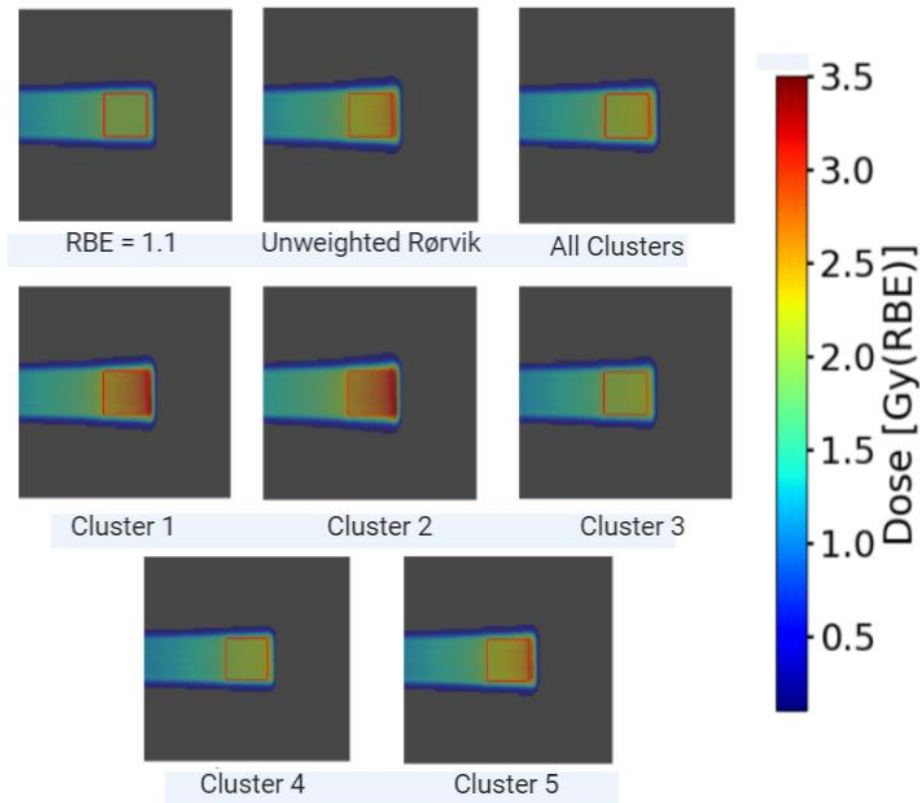 RBE = 1.1
Unweighted Rørvik
All Clusters
Cluster 1
Cluster 2
Cluster 3
Cluster 4
Cluster 5
3.5
3.0
2.5
2.0
1.5
1.0
0.5
Dose [Gy(RBE)]